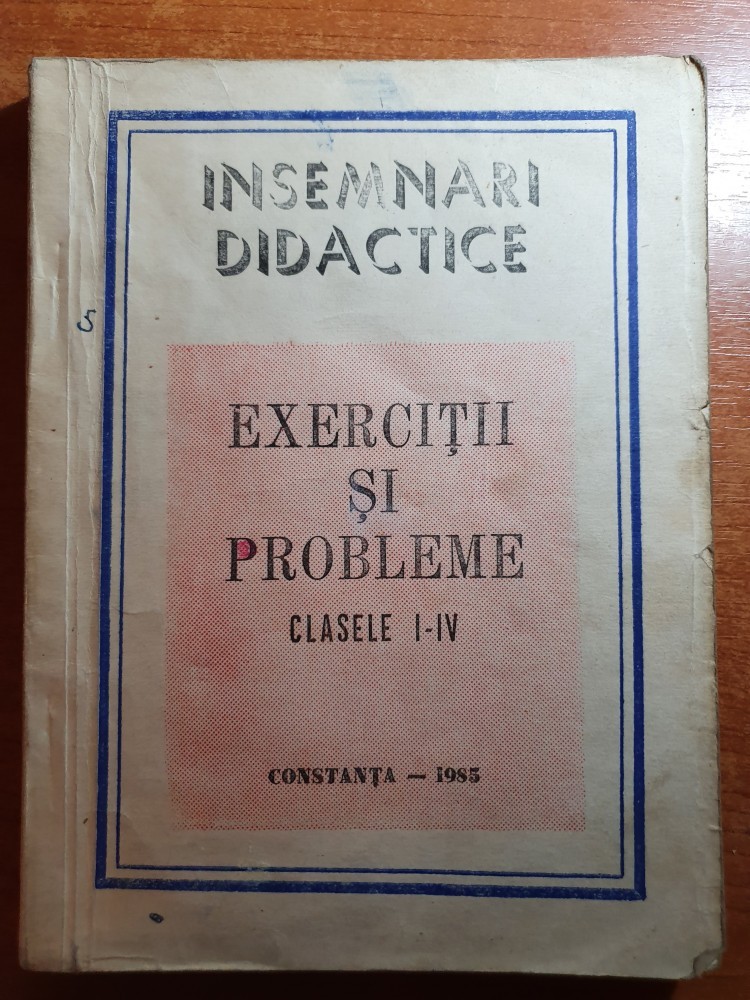 INSEMNARI
DIDACTICE
5
EXERCIȚII
ȘI
PROBLEME
CLASELE I-IV
CONSTANȚA — 1985